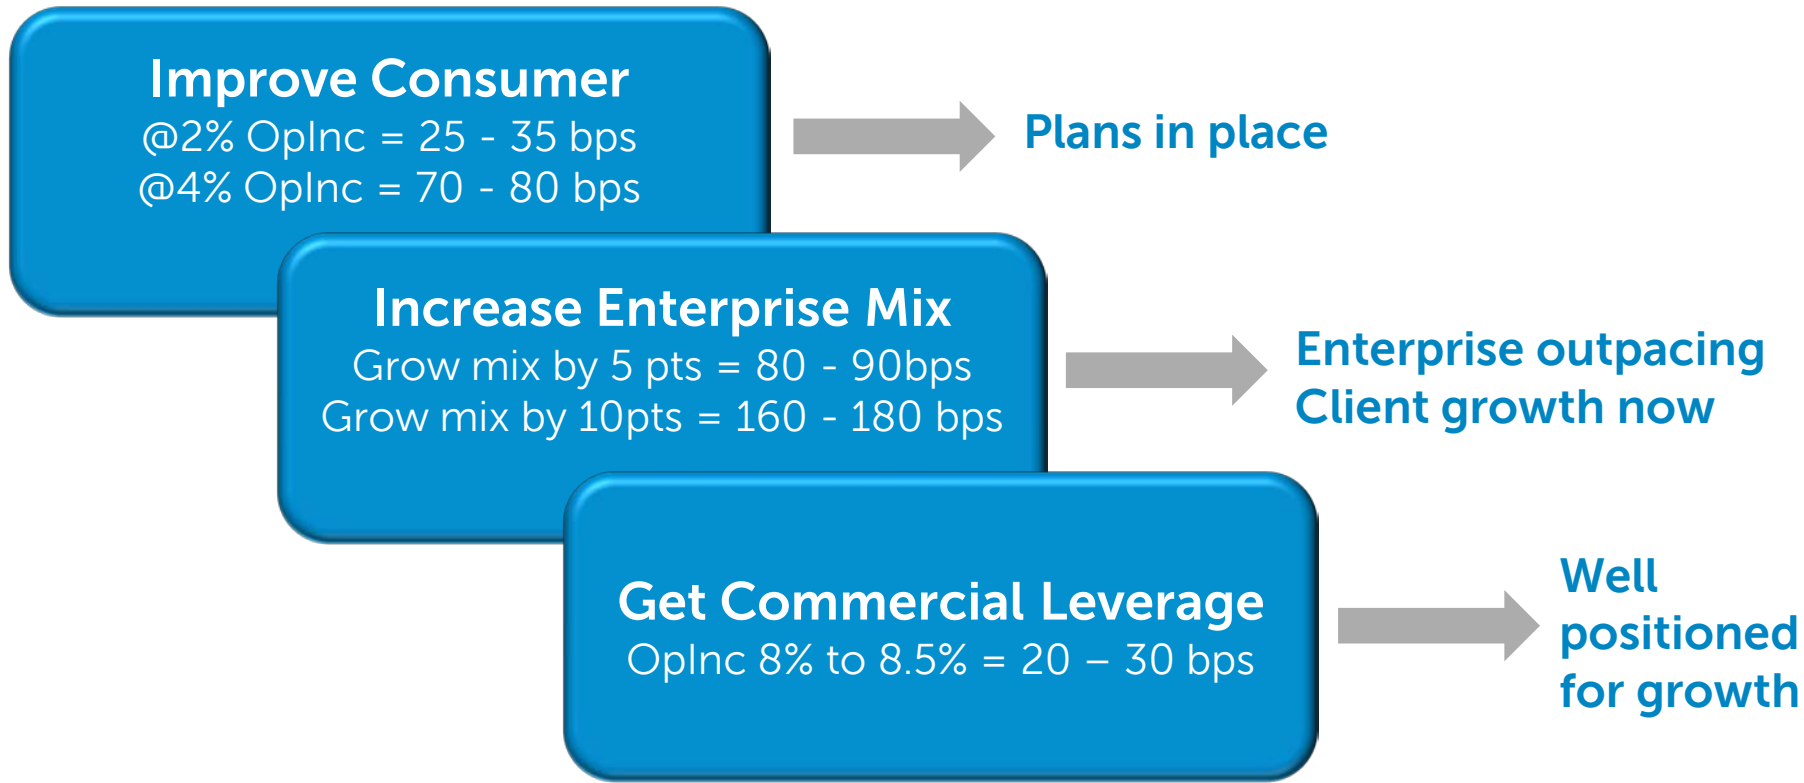 Improve Consumer
@2% OpInc = 25 - 35 bps
@4% OpInc = 70 - 80 bps
Plans in place
Increase Enterprise Mix
Grow mix by 5 pts = 80 - 90bps
Grow mix by 10pts = 160 - 180 bps
Enterprise outpacing
Client growth now
Get Commercial Leverage
OpInc 8% to 8.5% = 20 – 30 bps
Well
positioned
for growth